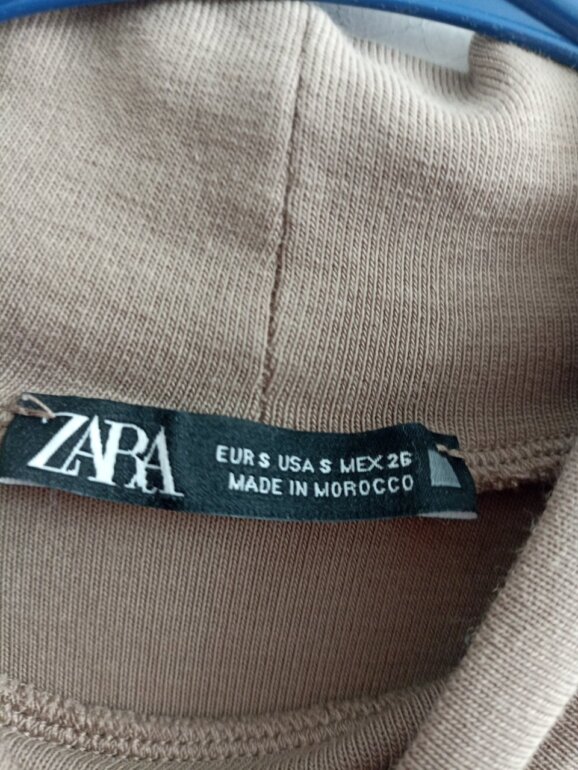 ZARA
EUR S USA S MEX 26
MADE IN MOROCCO